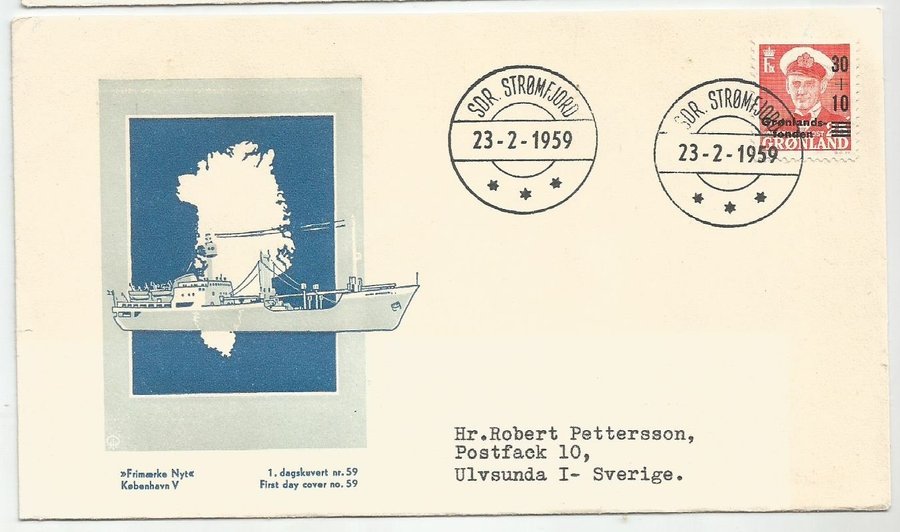 SDR. STRØMFJORD
23-2-1959
SDR. STRØMFJORD
23-2-1959
30
+
10
Grønlands-
fonden
GRØNLAND
Hr.Robert Pettersson,
Postfack 10,
Ulvsunda I- Sverige.
»Frimærke Nyt«
København V
1. dagskuvert nr. 59
First day cover no. 59